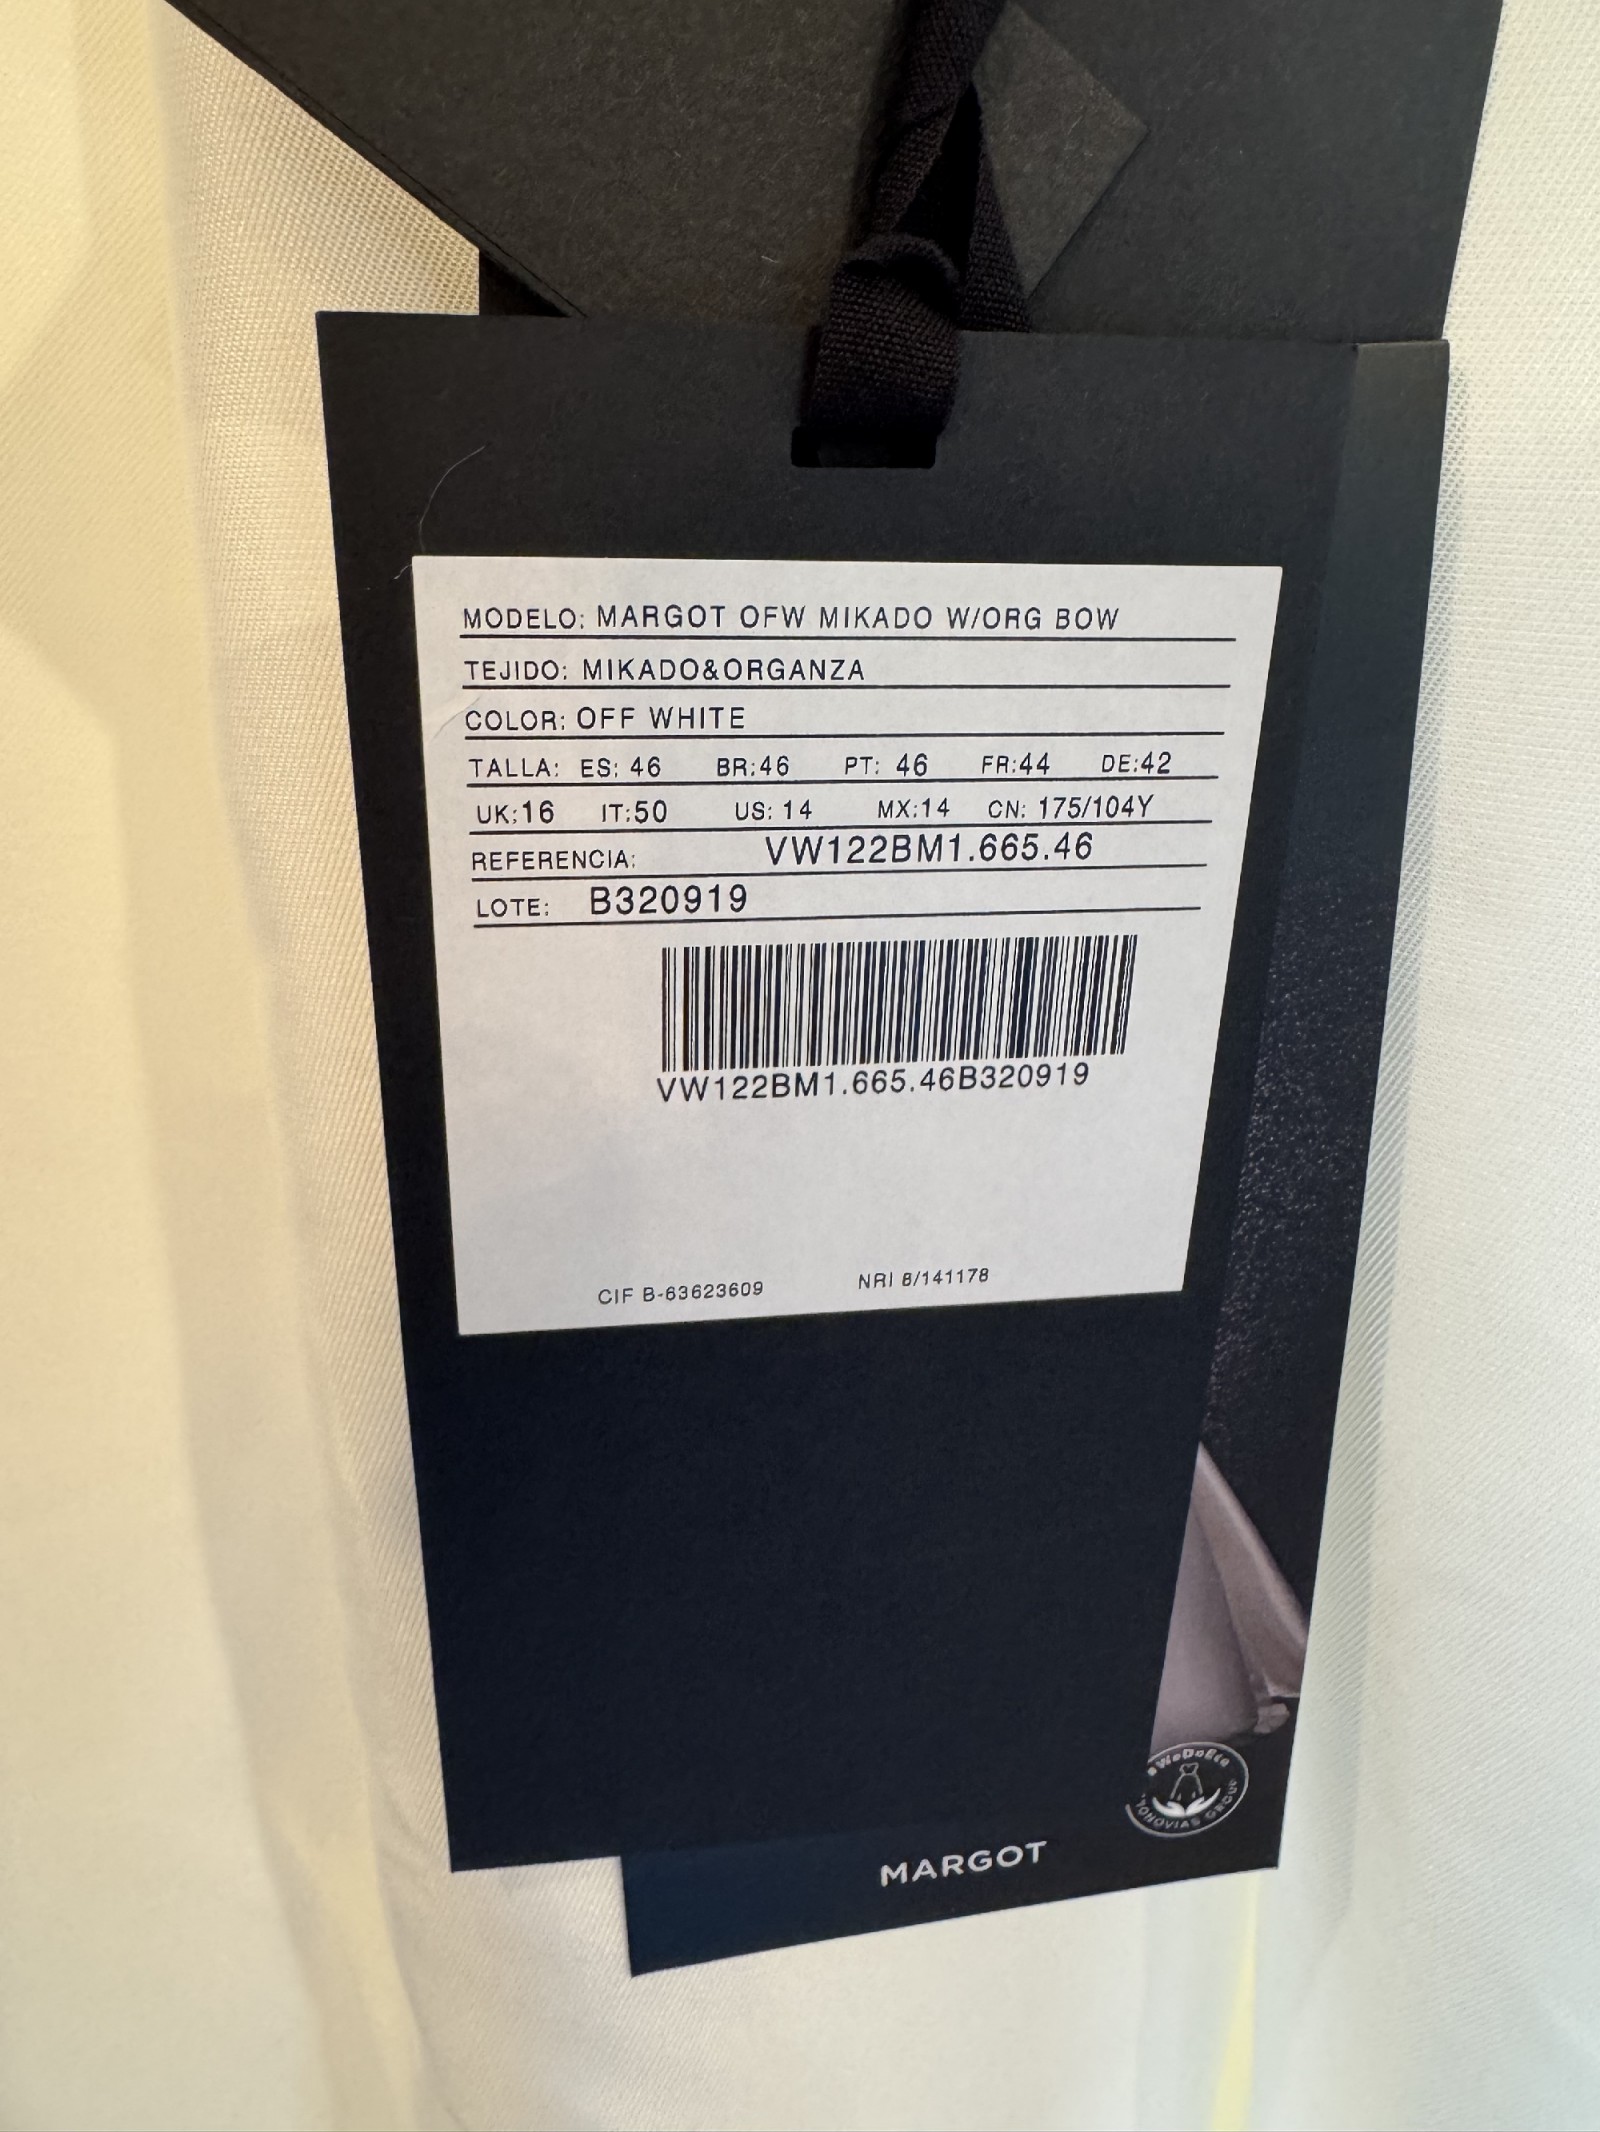 MODELO: MARGOT OFW MIKADO W/ORG BOW
TEJIDO: MIKADO&ORGANZA
COLOR: OFF WHITE
TALLA: ES: 46 BR:46 PT: 46 FR:44 DE:42
UK:16 IT:50 US: 14 MX:14 CN: 175/104Y
REFERENCIA: VW122BM1.665.46
LOTE: B320919
VW122BM1.665.46B320919
CIF B-63623609 NRI 8/141178
#WeDoEco
GROUP
MARGOT